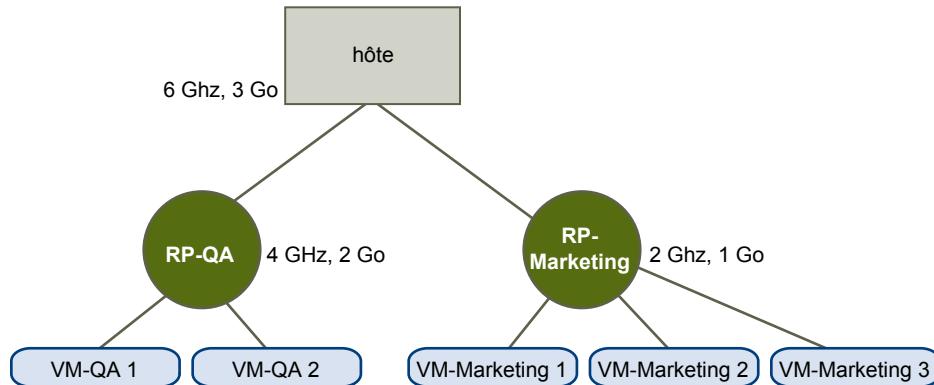 hôte
6 Ghz, 3 Go
RP-QA
4 GHz, 2 Go
RP-
Marketing
2 Ghz, 1 Go
VM-QA 1
VM-QA 2
VM-Marketing 1
VM-Marketing 2
VM-Marketing 3